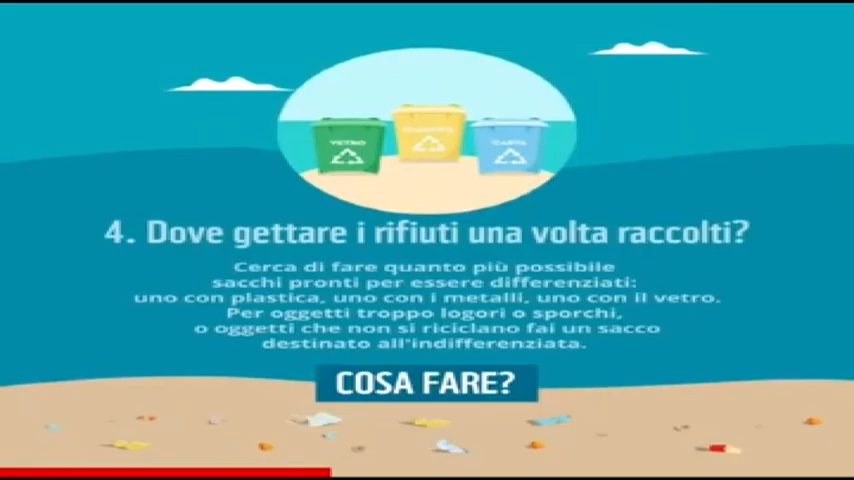 VETRO
CARTA
4. Dove gettare i rifiuti una volta raccolti?
Cerca di fare quanto più possibile
sacchi pronti per essere differenziati:
uno con plastica, uno con i metalli, uno con il vetro.
Per oggetti troppo logori o sporchi,
o oggetti che non si riciclano fai un sacco
destinato all'indifferenziata.
COSA FARE?